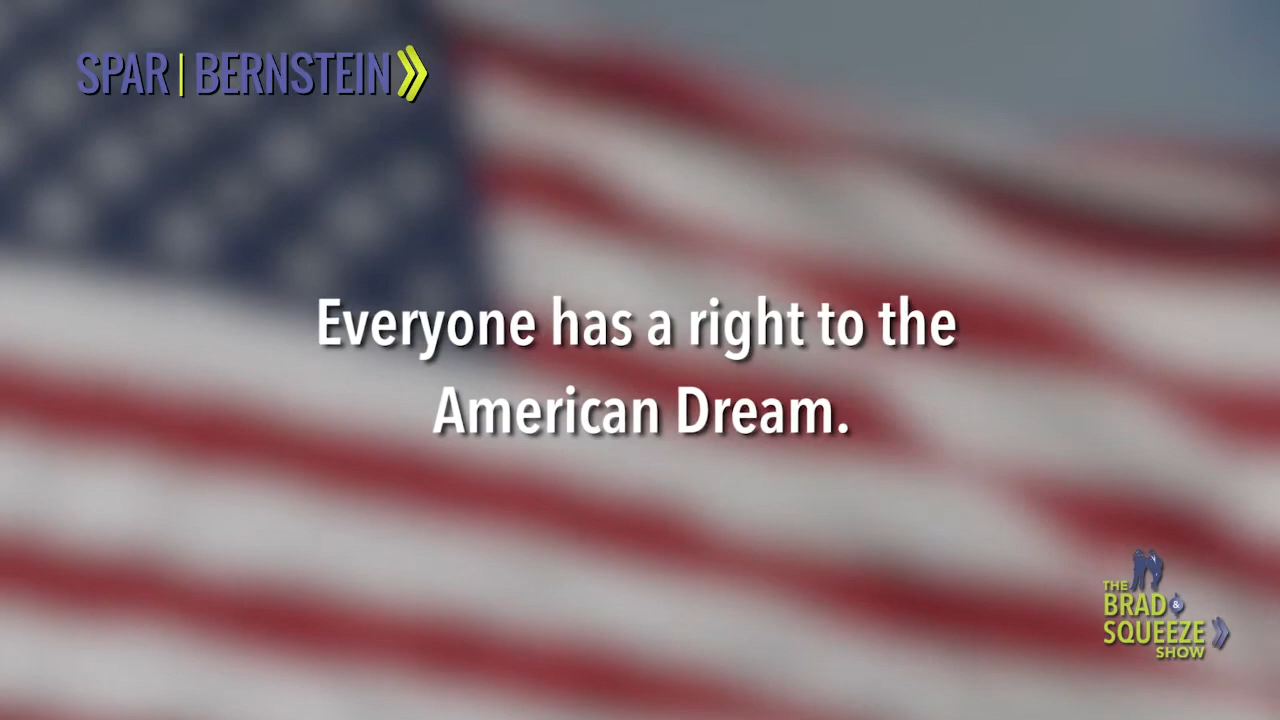 SPAR | BERNSTEIN
Everyone has a right to the
American Dream.
THE
BRAD &
SQUEEZE
SHOW